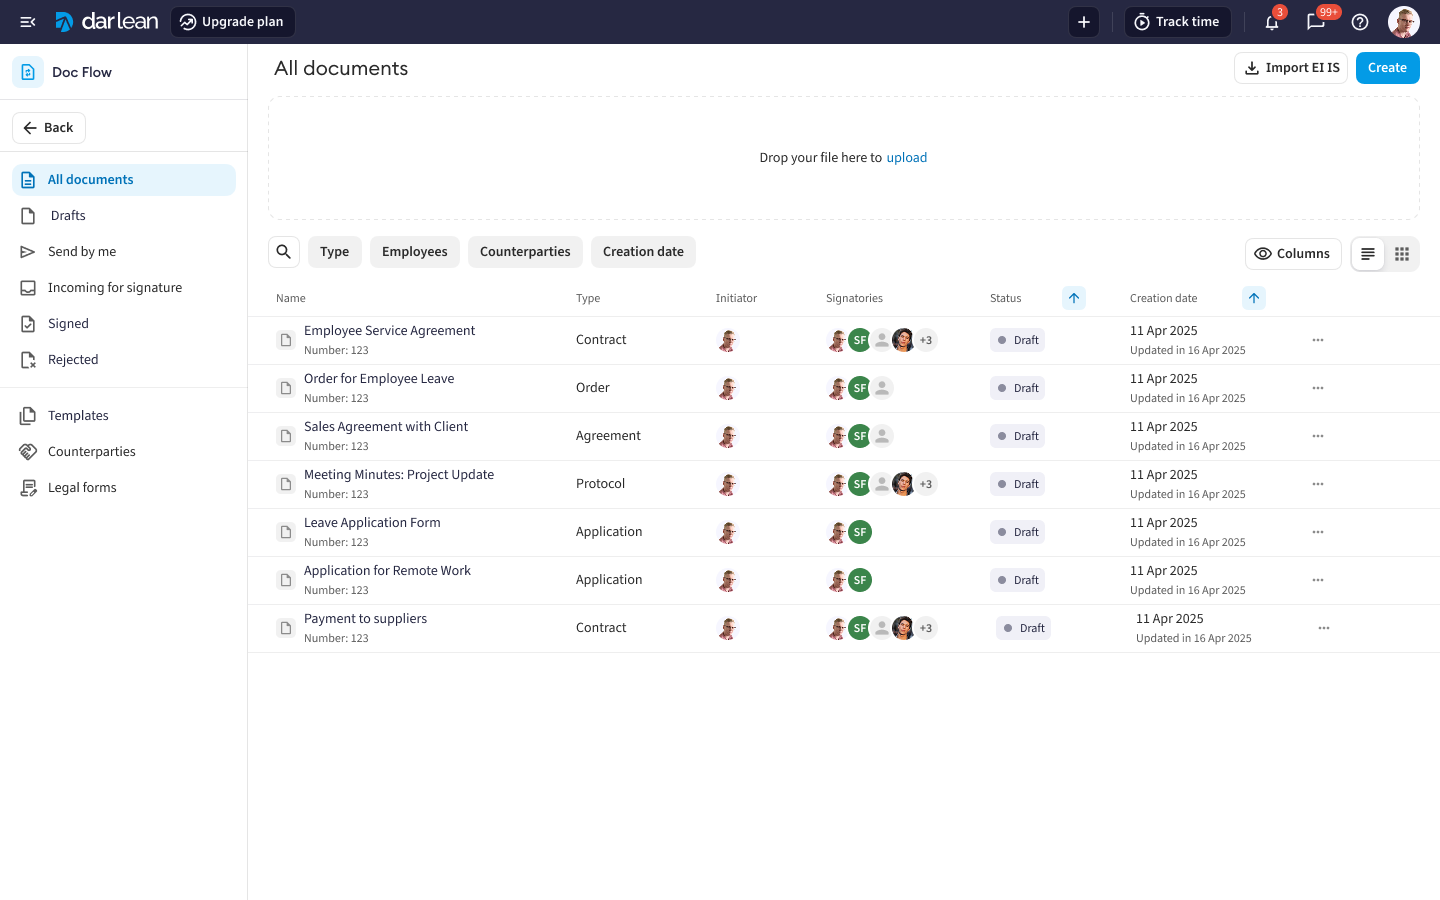 darlean
Upgrade plan
Track time
3
99+
Doc Flow
Back
All documents
Drafts
Send by me
Incoming for signature
Signed
Rejected
Templates
Counterparties
Legal forms
All documents
Import EI IS
Create
Drop your file here to upload
Type
Employees
Counterparties
Creation date
Columns
Name Type Initiator Signatories Status Creation date
Employee Service Agreement
Number: 123
Contract
SF
+3
Draft
11 Apr 2025
Updated in 16 Apr 2025
Order for Employee Leave
Number: 123
Order
SF
Draft
11 Apr 2025
Updated in 16 Apr 2025
Sales Agreement with Client
Number: 123
Agreement
SF
Draft
11 Apr 2025
Updated in 16 Apr 2025
Meeting Minutes: Project Update
Number: 123
Protocol
SF
+3
Draft
11 Apr 2025
Updated in 16 Apr 2025
Leave Application Form
Number: 123
Application
SF
Draft
11 Apr 2025
Updated in 16 Apr 2025
Application for Remote Work
Number: 123
Application
SF
Draft
11 Apr 2025
Updated in 16 Apr 2025
Payment to suppliers
Number: 123
Contract
SF
+3
Draft
11 Apr 2025
Updated in 16 Apr 2025